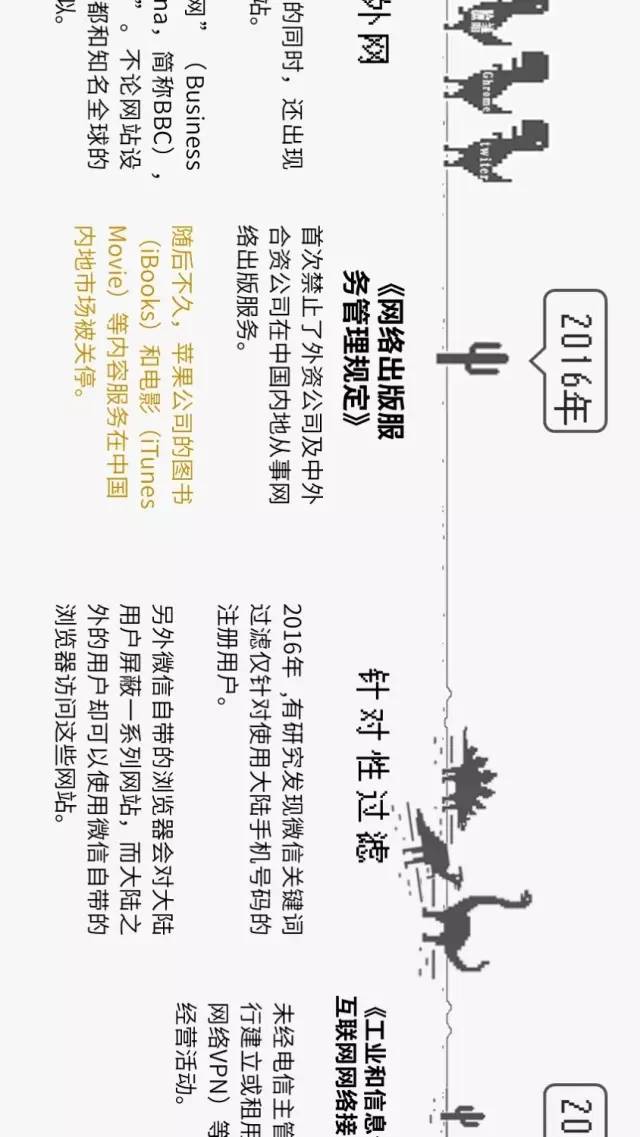 Chrome
twiter
外网
的同时，还出现
站。
网”（Business
na，简称BBC），
”。不论网站设
都和知名全球的
2016年
《网络出版服
务管理规定》
首次禁止了外资公司及中外
合资公司在中国内地从事网
络出版服务。
随后不久，苹果公司的图书
（iBooks）和电影（iTunes
Movie）等内容服务在中国
内地市场被关停。
针对性过滤
2016年 ,有研究发现微信关键词
过滤仅针对使用大陆手机号码的
注册用户。
另外微信自带的浏览器会对大陆
用户屏蔽一系列网站，而大陆之
外的用户却可以使用微信自带的
浏览器访问这些网站。
20
《工业和信息
互联网网络接
未经电信主管
行建立或租用
网络VPN）等
经营活动。